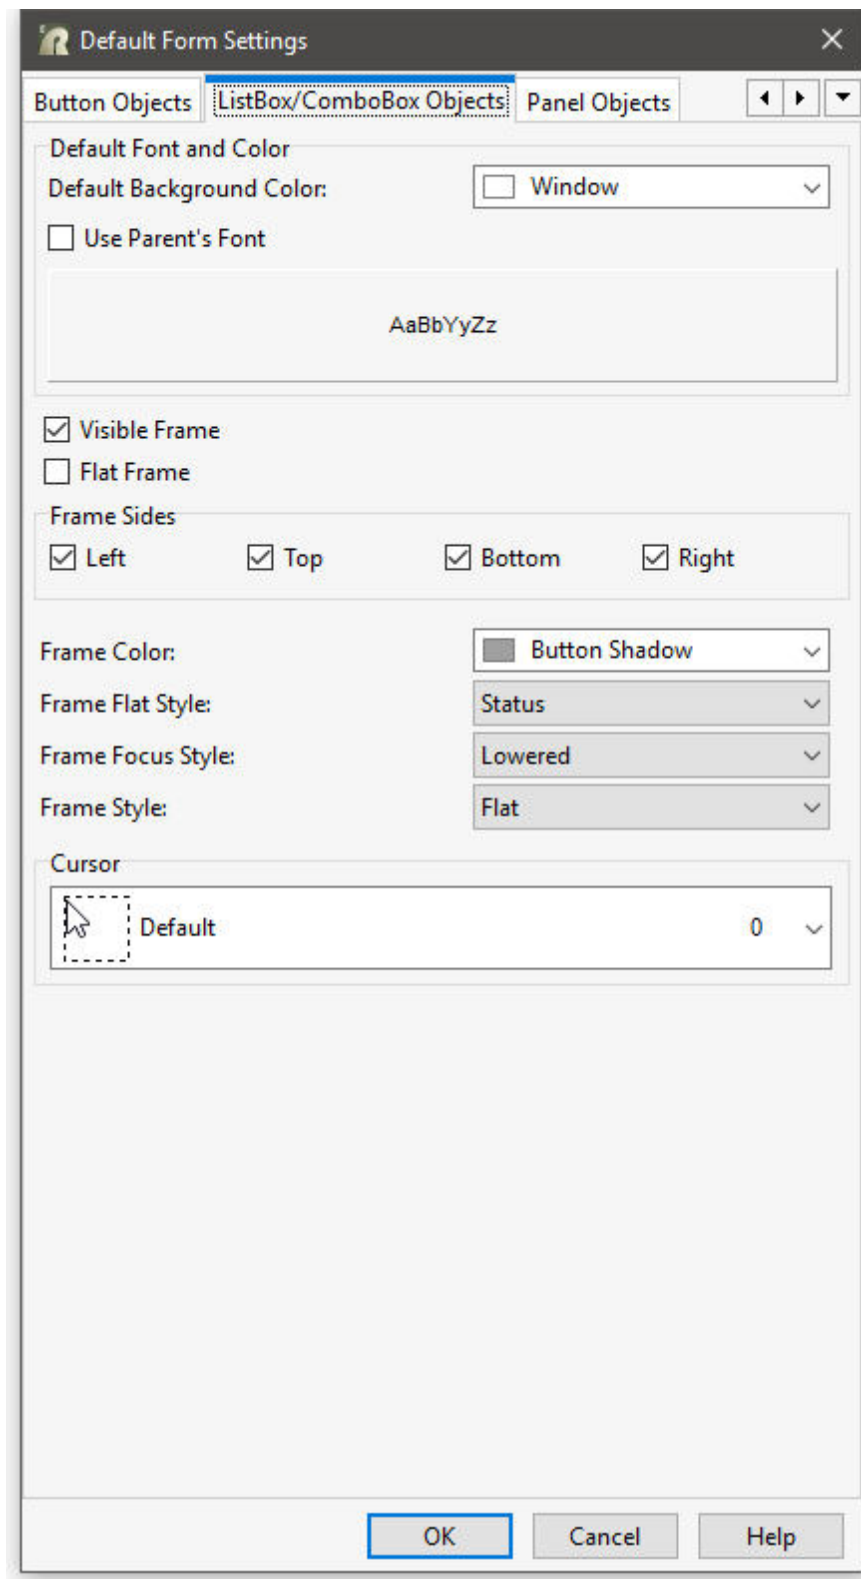 Default Form Settings
Button Objects ListBox/ComboBox Objects Panel Objects
Default Font and Color
Default Background Color: Window
Use Parent's Font
AaBbYyZz
Visible Frame
Flat Frame
Frame Sides
Left Top Bottom Right
Frame Color: Button Shadow
Frame Flat Style: Status
Frame Focus Style: Lowered
Frame Style: Flat
Cursor
Default 0
OK Cancel Help